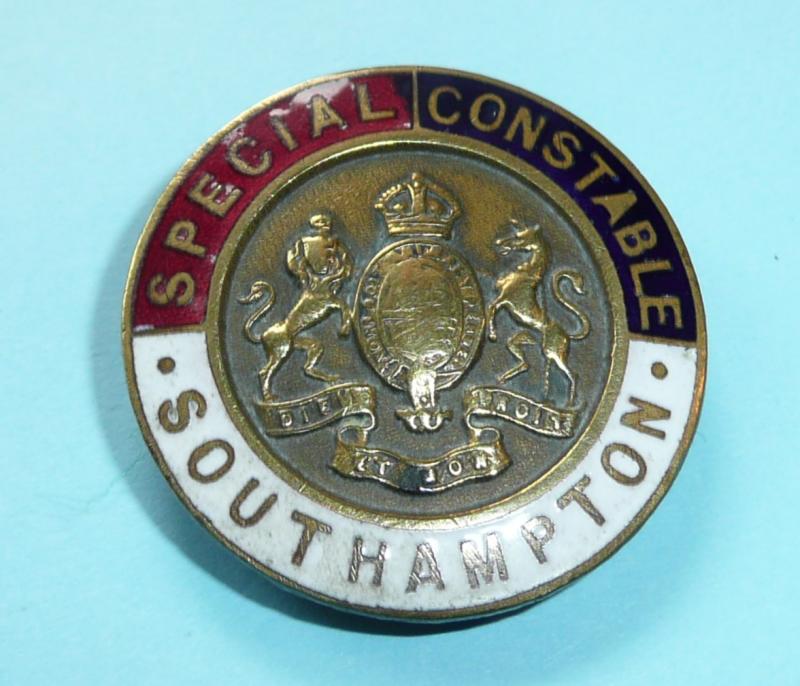 SPECIAL CONSTABLE
• SOUTHAMPTON •
DIEU
ET MON
DROIT